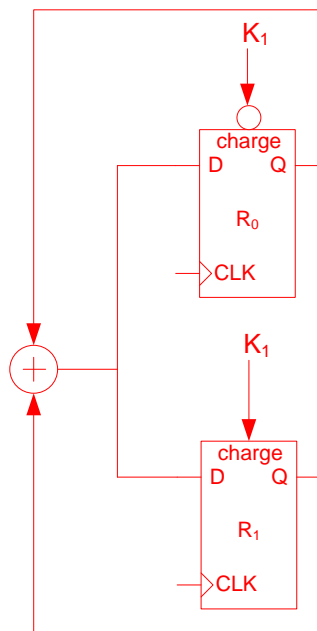 K₁
charge
D Q
R₀
CLK
K₁
charge
D Q
R₁
CLK